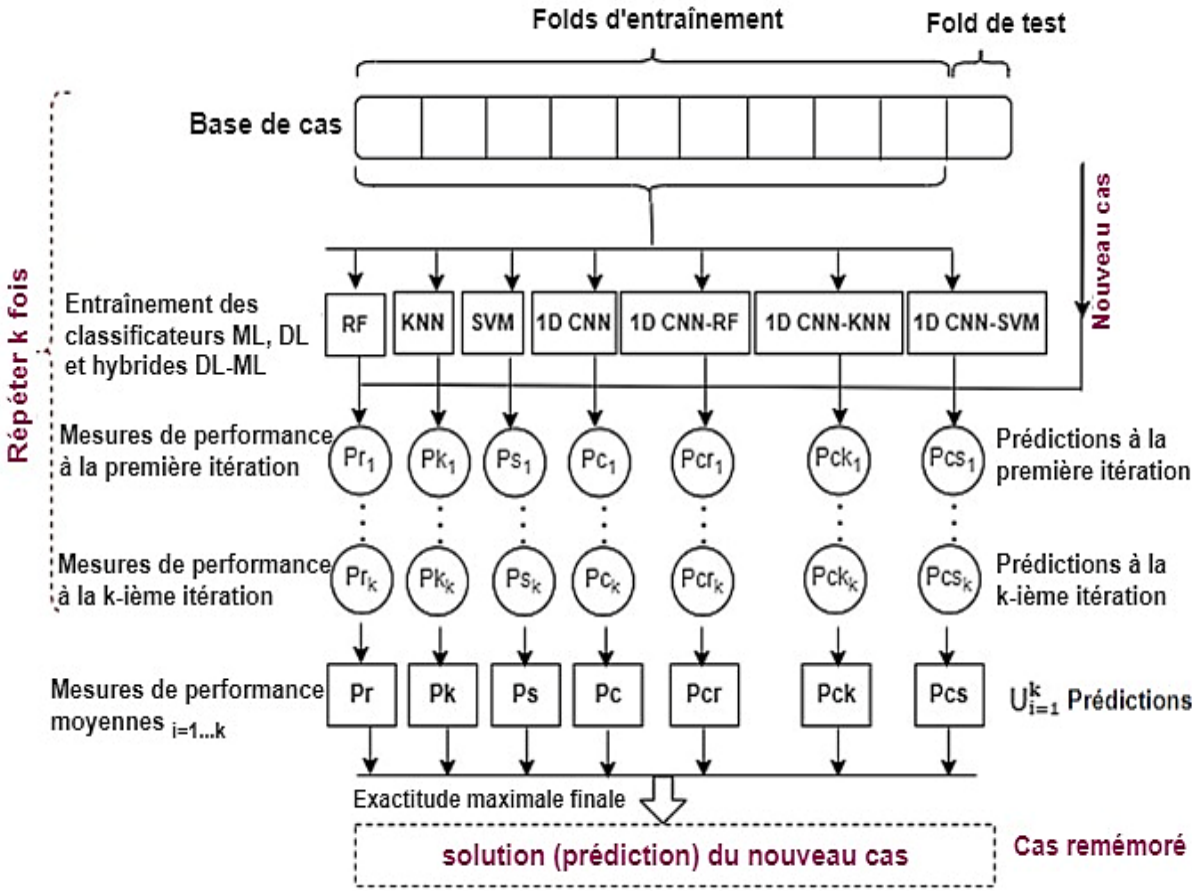 Folds d'entraînement
Fold de test
Base de cas
Nouveau cas
Répéter k fois
Entraînement des
classificateurs ML, DL
et hybrides DL-ML
RF
KNN
SVM
1D CNN
1D CNN-RF
1D CNN-KNN
1D CNN-SVM
Mesures de performance
à la première itération
Pr₁
Pk₁
Ps₁
Pc₁
Pcr₁
Pck₁
Pcs₁
Prédictions à la
première itération
Mesures de performance
à la k-ième itération
Prₖ
Pkₖ
Psₖ
Pcₖ
Pcrₖ
Pckₖ
Pcsₖ
Prédictions à la
k-ième itération
Mesures de performance
moyennes i=1...k
Pr
Pk
Ps
Pc
Pcr
Pck
Pcs
U_{i=1}^{k} Prédictions
Exactitude maximale finale
solution (prédiction) du nouveau cas
Cas remémoré